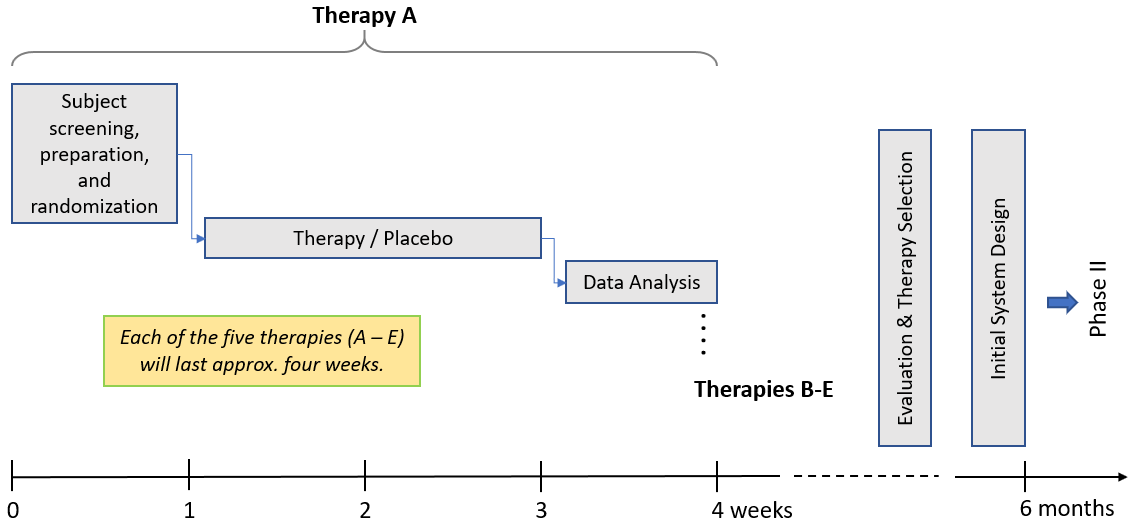 Therapy A
Subject
screening,
preparation,
and
randomization
Therapy / Placebo
Data Analysis
Each of the five therapies (A – E)
will last approx. four weeks.
Therapies B-E
Evaluation & Therapy Selection
Initial System Design
Phase II
0
1
2
3
4 weeks
6 months